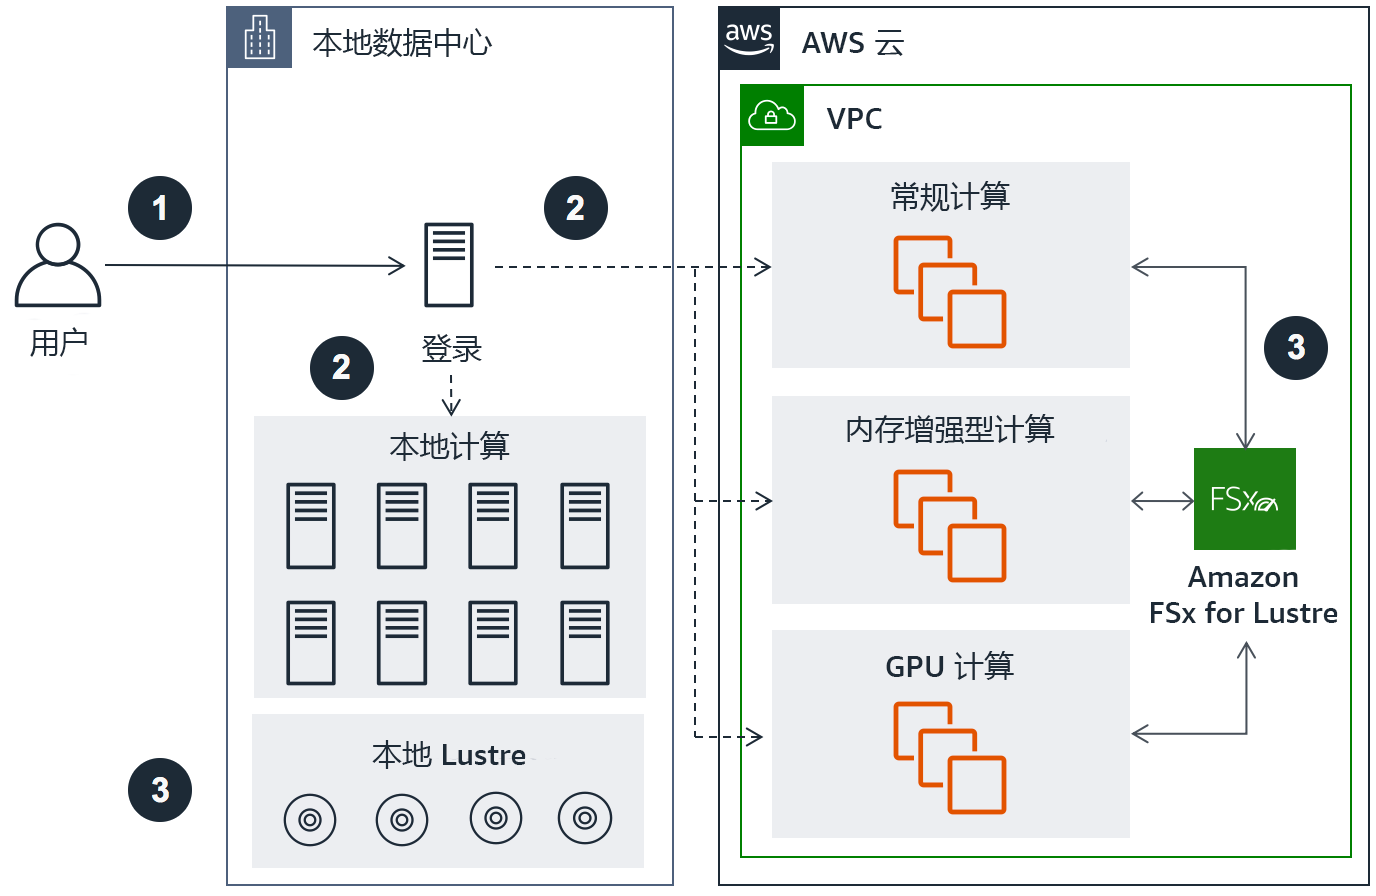 本地数据中心
aws
AWS 云
VPC
1
2
常规计算
用户
登录
2
3
本地计算
内存增强型计算
FSx
Amazon
FSx for Lustre
GPU 计算
本地 Lustre
3